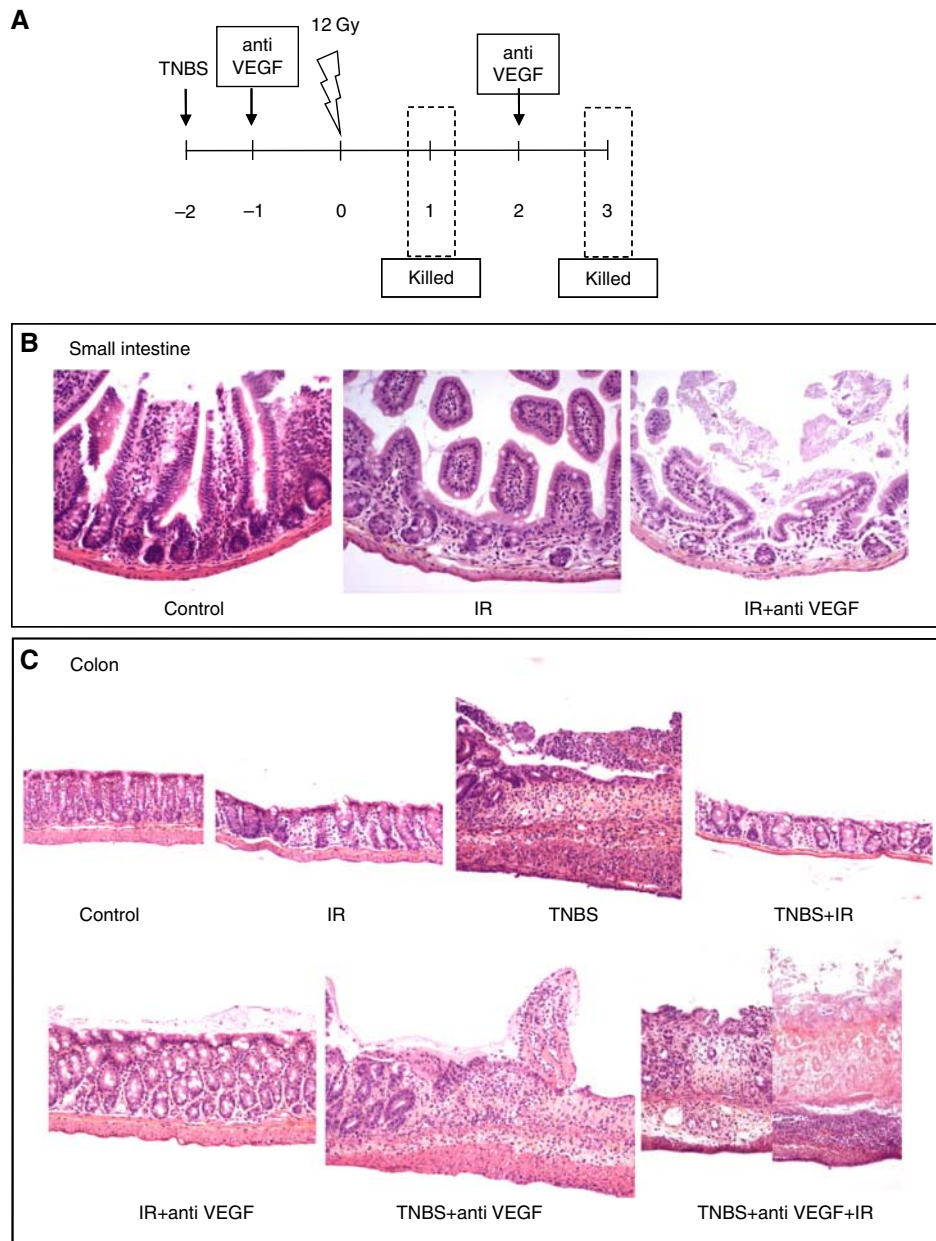 A
12 Gy
anti
VEGF
anti
VEGF
TNBS
–2 –1 0 1 2 3
Killed Killed
B Small intestine
Control IR IR+anti VEGF
C Colon
Control IR TNBS TNBS+IR
IR+anti VEGF TNBS+anti VEGF TNBS+anti VEGF+IR